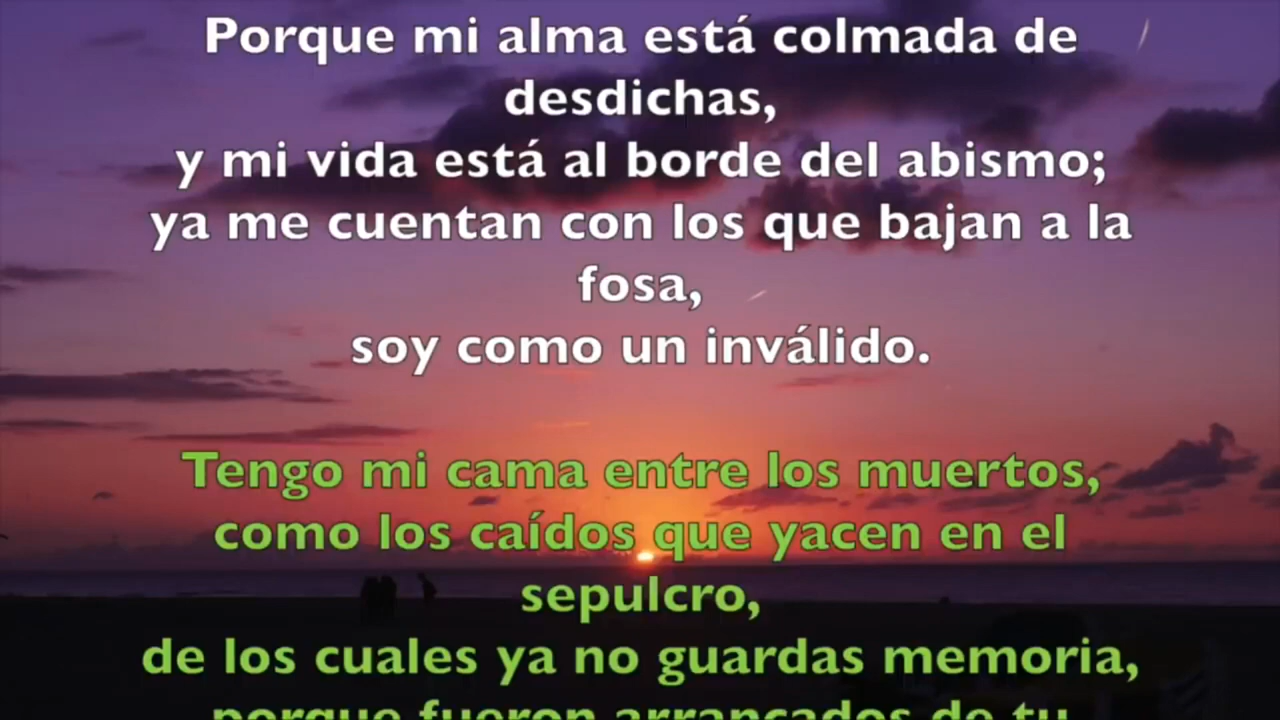 Porque mi alma está colmada de
desdichas,
y mi vida está al borde del abismo;
ya me cuentan con los que bajan a la
fosa,
soy como un inválido.
Tengo mi cama entre los muertos,
como los caídos que yacen en el
sepulcro,
de los cuales ya no guardas memoria,
porque fueron arrancados de tu